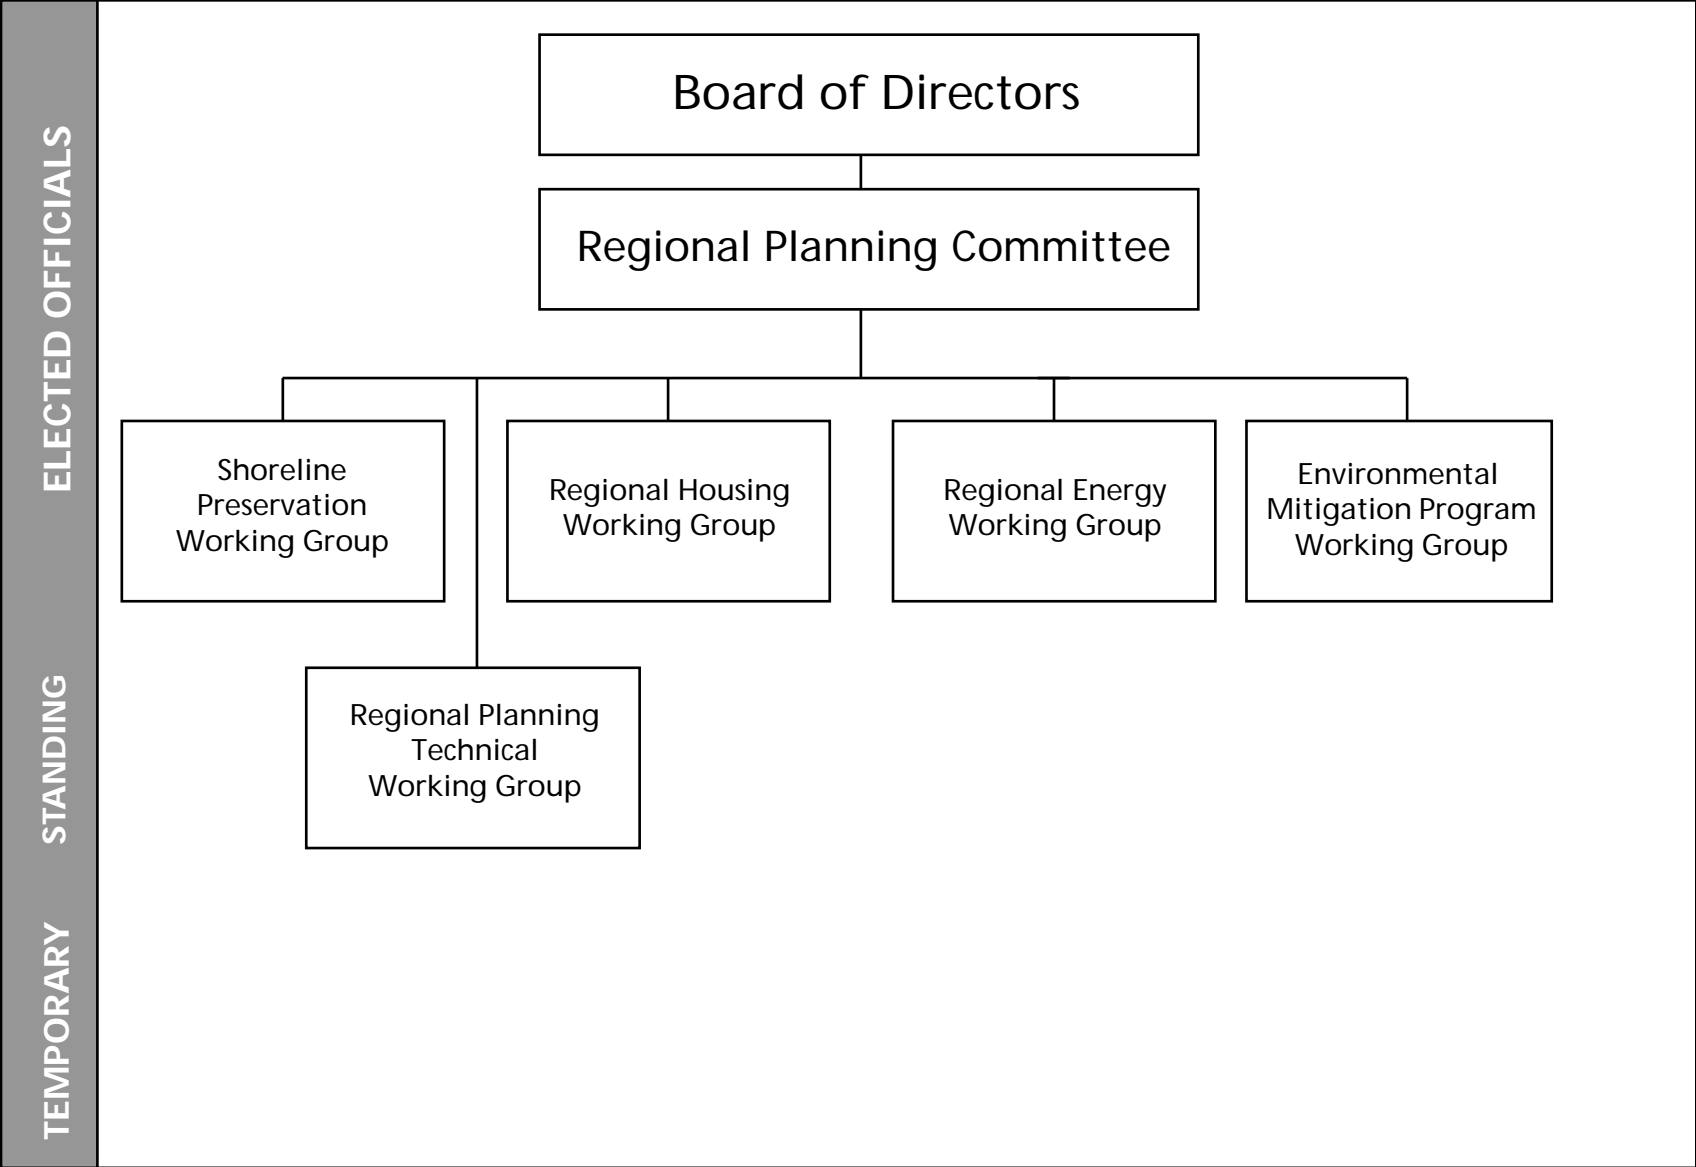 ELECTED OFFICIALS
STANDING
TEMPORARY
Board of Directors
Regional Planning Committee
Shoreline
Preservation
Working Group
Regional Housing
Working Group
Regional Energy
Working Group
Environmental
Mitigation Program
Working Group
Regional Planning
Technical
Working Group